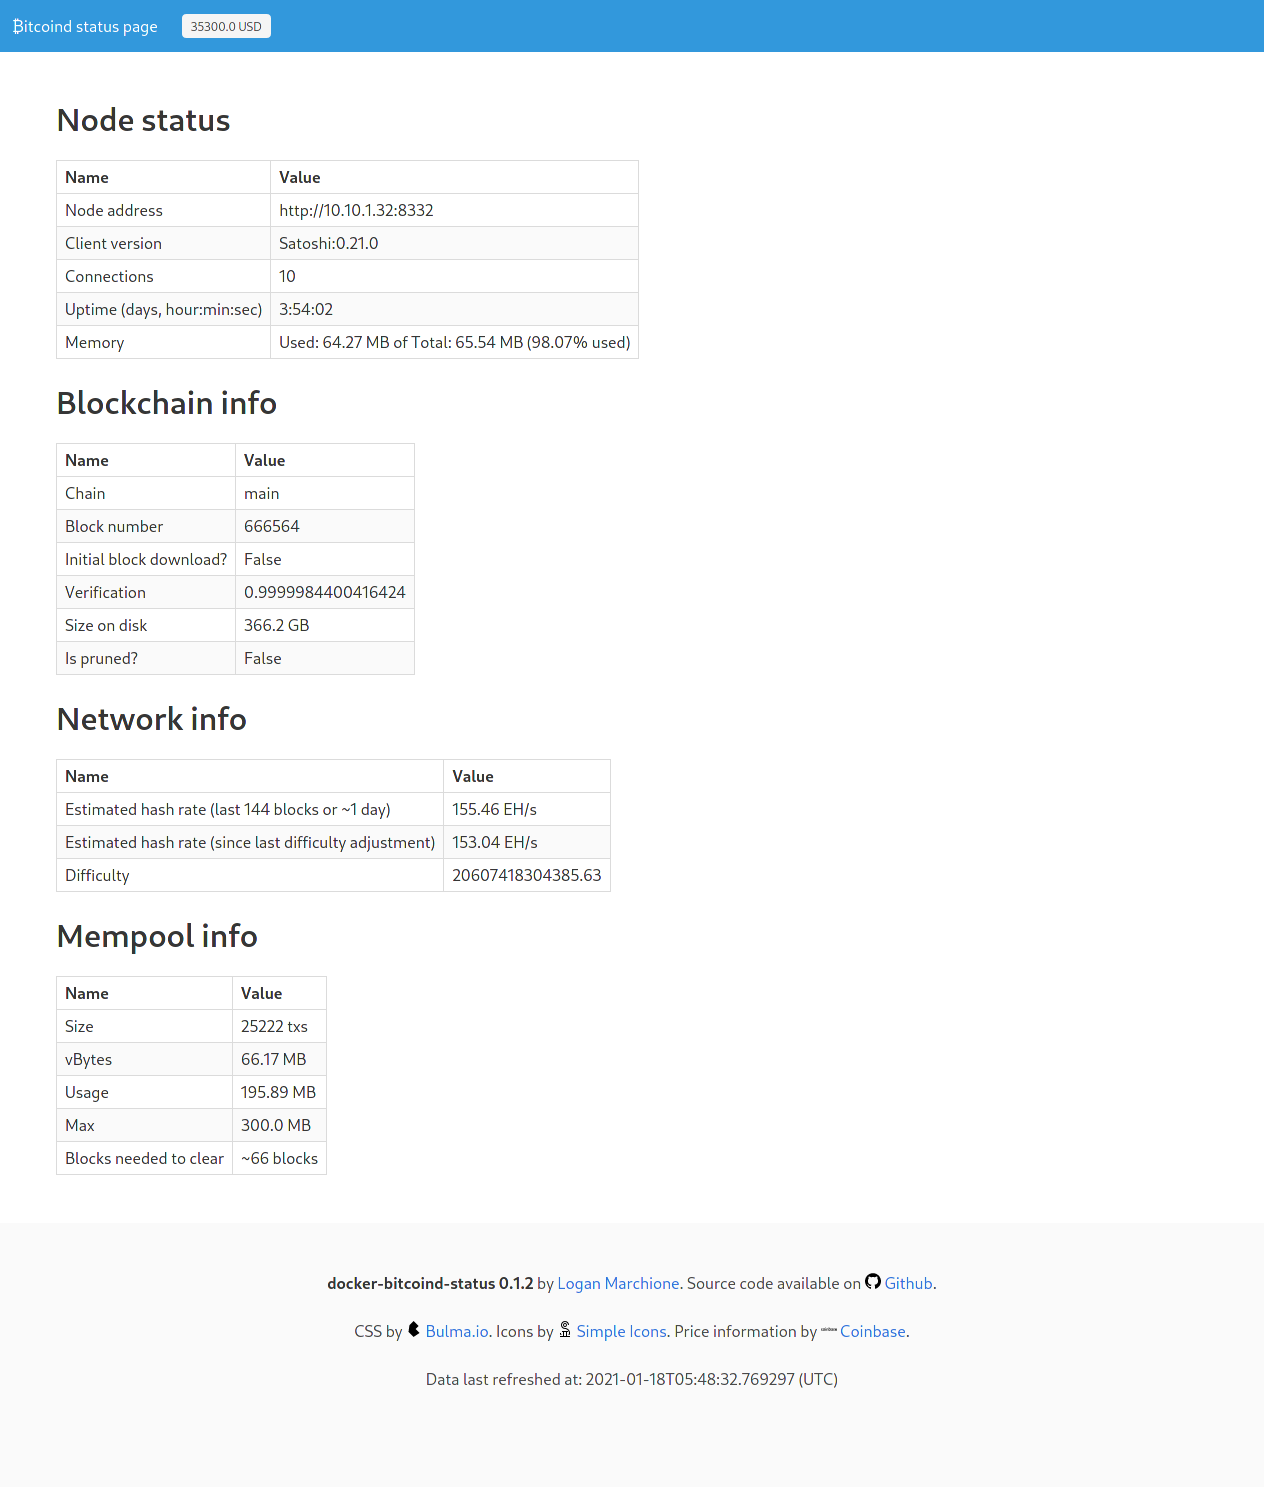 ₿itcoind status page 35300.0 USD
Node status
Name Value
Node address http://10.10.1.32:8332
Client version Satoshi:0.21.0
Connections 10
Uptime (days, hour:min:sec) 3:54:02
Memory Used: 64.27 MB of Total: 65.54 MB (98.07% used)
Blockchain info
Name Value
Chain main
Block number 666564
Initial block download? False
Verification 0.9999984400416424
Size on disk 366.2 GB
Is pruned? False
Network info
Name Value
Estimated hash rate (last 144 blocks or ~1 day) 155.46 EH/s
Estimated hash rate (since last difficulty adjustment) 153.04 EH/s
Difficulty 20607418304385.63
Mempool info
Name Value
Size 25222 txs
vBytes 66.17 MB
Usage 195.89 MB
Max 300.0 MB
Blocks needed to clear ~66 blocks
docker-bitcoind-status 0.1.2 by Logan Marchione. Source code available on Github.
CSS by Bulma.io. Icons by Simple Icons. Price information by coinbase Coinbase.
Data last refreshed at: 2021-01-18T05:48:32.769297 (UTC)